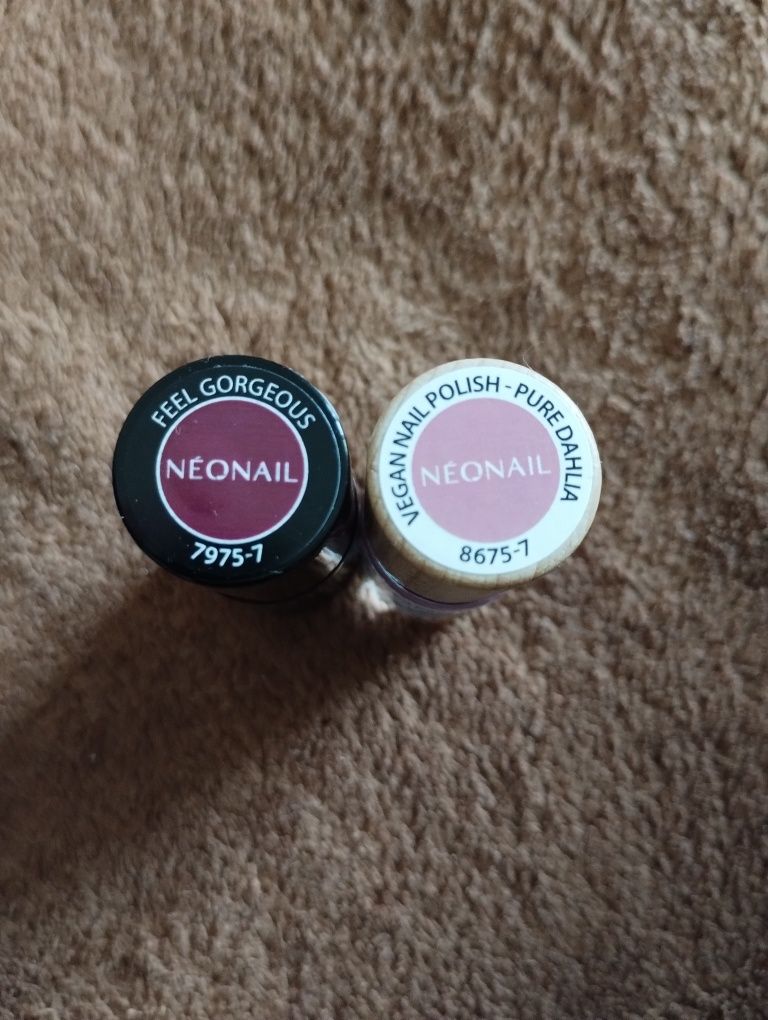 FEEL GORGEOUS
NÉONAIL
7975-7
VEGAN NAIL POLISH - PURE DAHLIA
NÉONAIL
8675-7